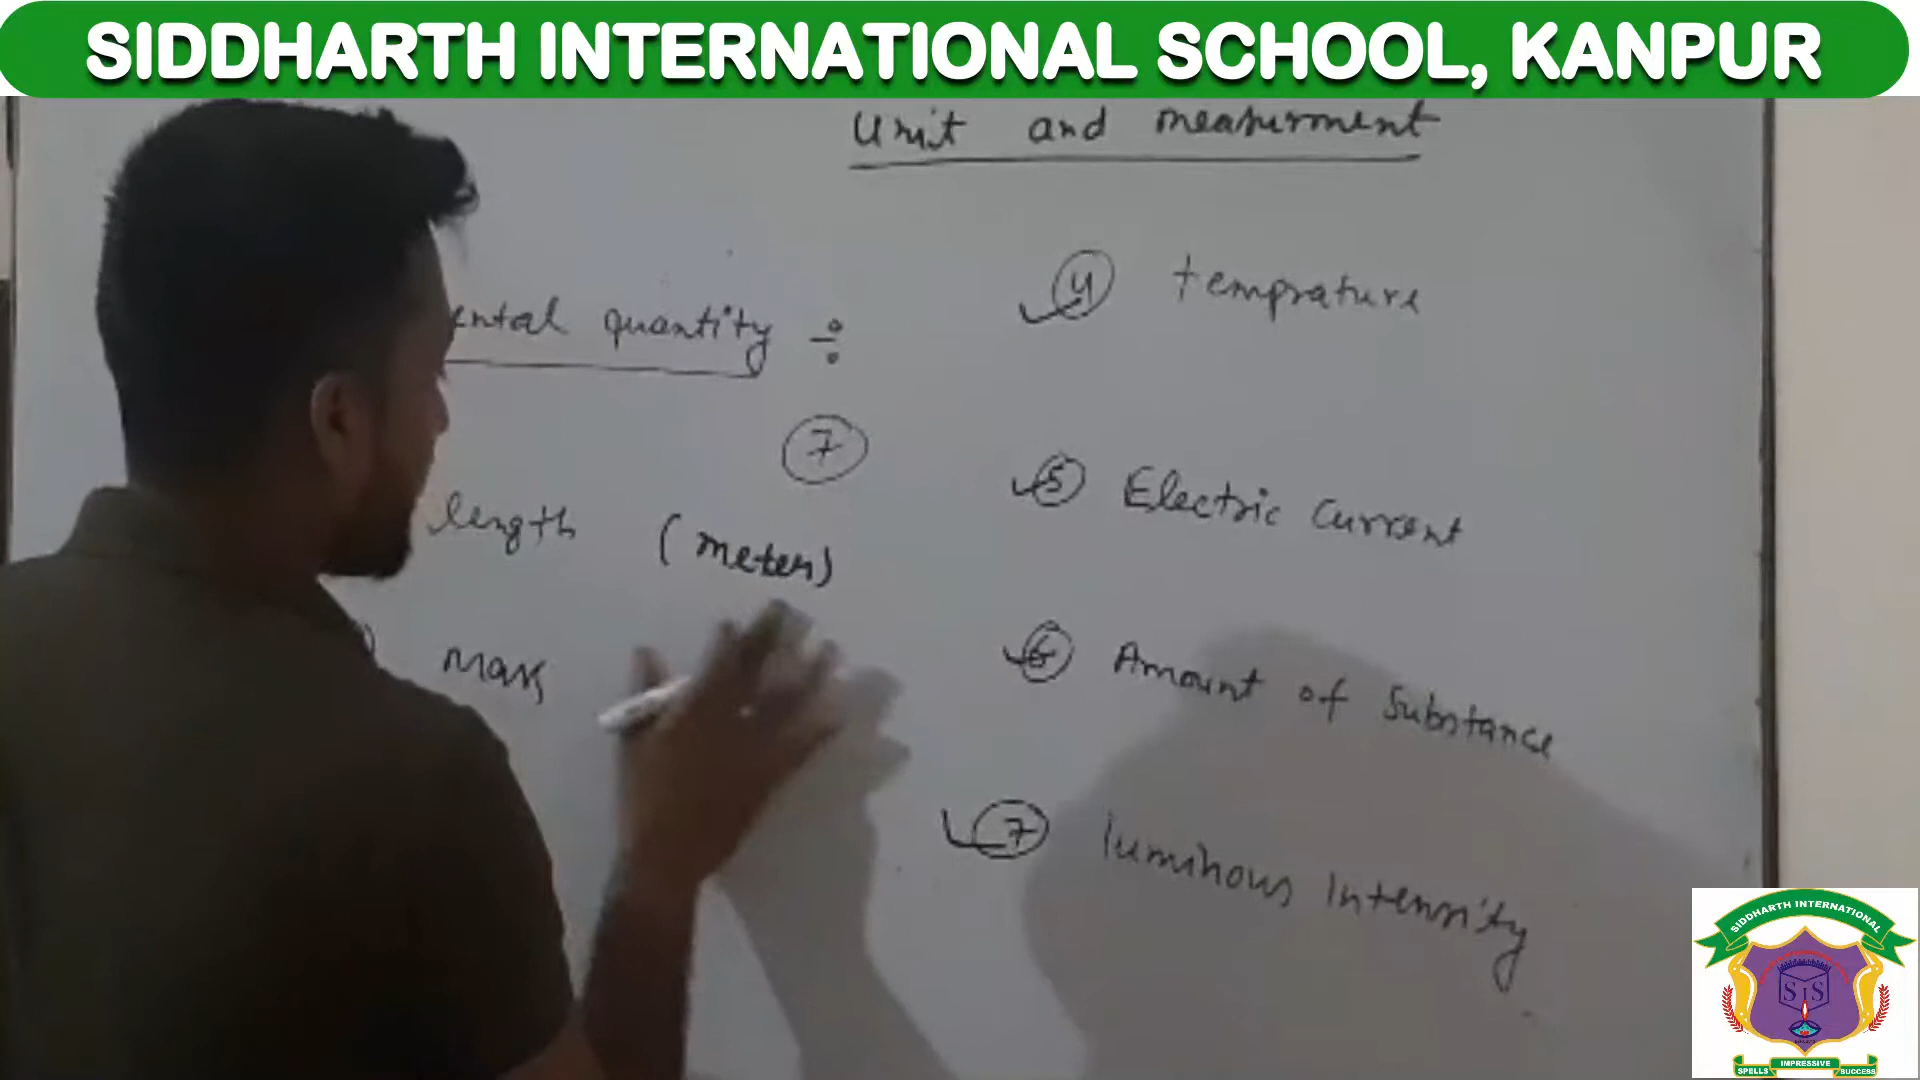 SIDDHARTH INTERNATIONAL SCHOOL, KANPUR
Unit and measurment
ental quantity ÷
7
length (meter)
mass
4 temprature
5 Electric Current
6 Amount of Substance
7 luminous Intensity
SIDDHARTH INTERNATIONAL
SIS
SPELLS IMPRESSIVE SUCCESS